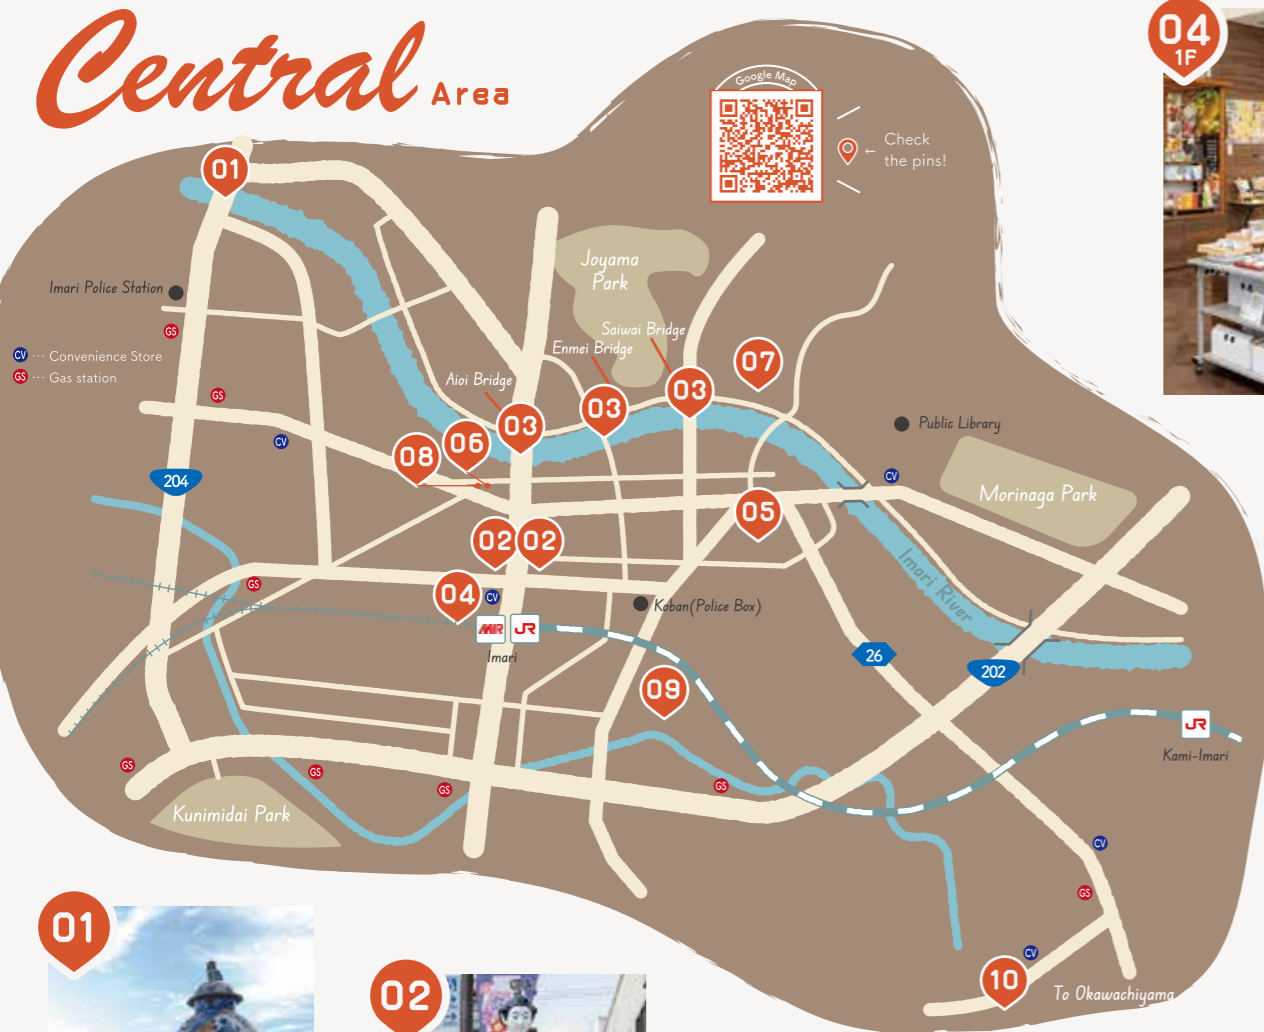 Central Area
04
1F
Google Map
← Check
the pins!
01
Joyama
Park
Imari Police Station
GS
Saiwai Bridge
Enmei Bridge
CV ··· Convenience Store
GS ··· Gas station
07
Aioi Bridge
03
03
03
GS
Public Library
CV
06
08
CV
204
Morinaga Park
05
02
02
Imari River
GS
04
CV
Koban(Police Box)
MR
JR
Imari
26
202
09
JR
Kami-Imari
GS
GS
GS
GS
Kunimidai Park
CV
GS
01
CV
02
10
To Okawachiyama